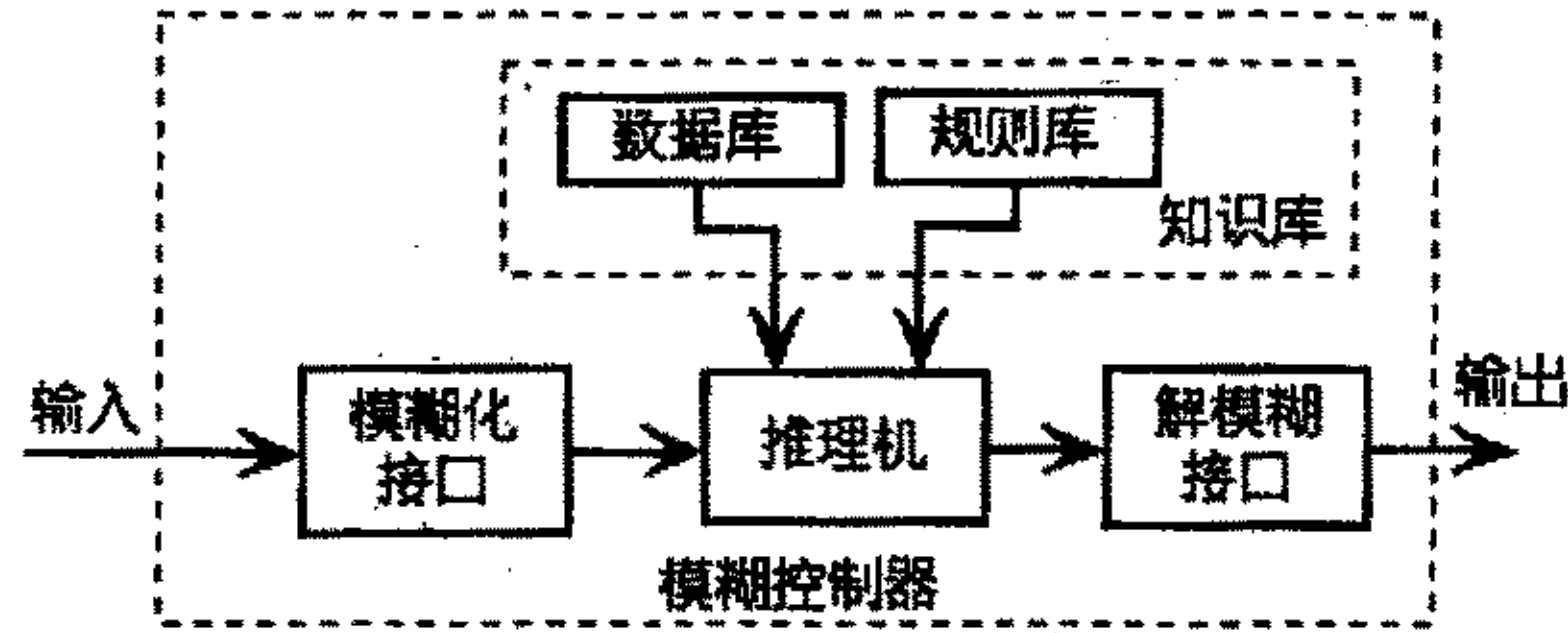 数据库
规则库
知识库
输入
模糊化
接口
推理机
解模糊
接口
输出
模糊控制器